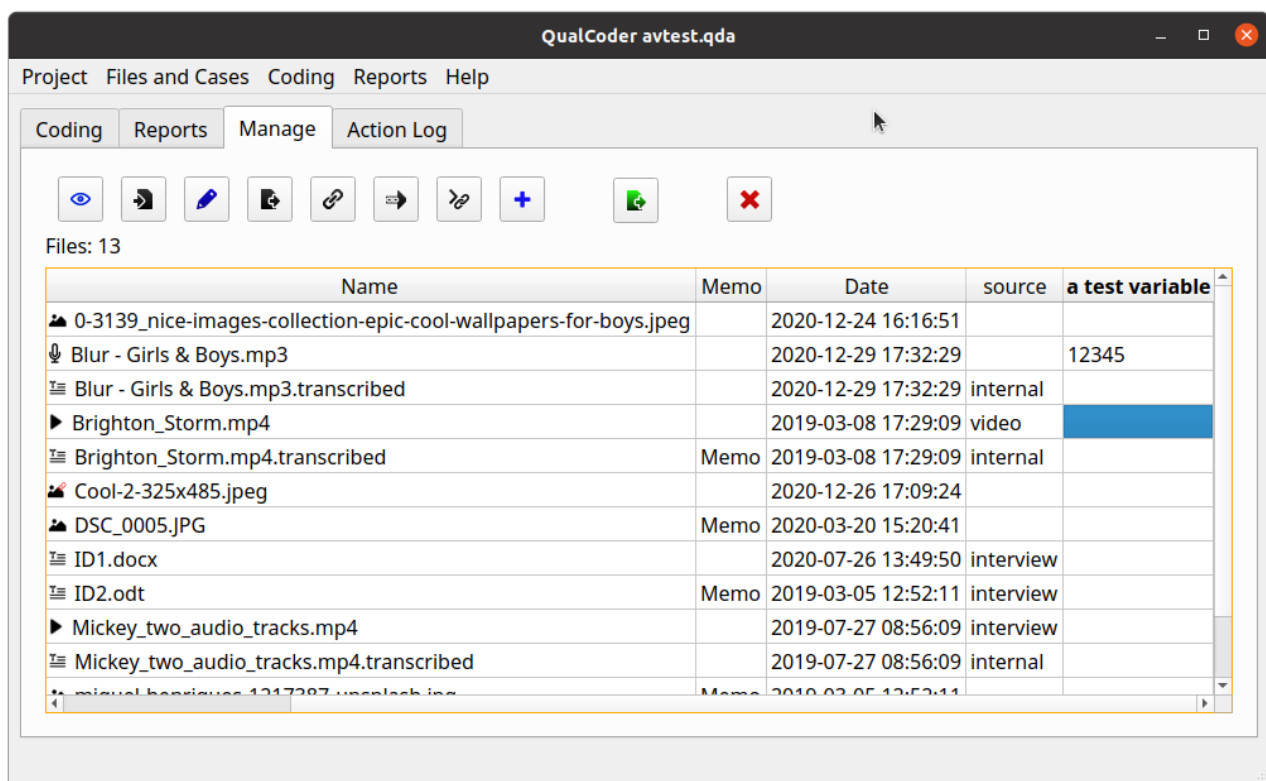 QualCoder avtest.qda
Project Files and Cases Coding Reports Help
Coding Reports Manage Action Log
Files: 13
Name Memo Date source a test variable
0-3139_nice-images-collection-epic-cool-wallpapers-for-boys.jpeg 2020-12-24 16:16:51
Blur - Girls & Boys.mp3 2020-12-29 17:32:29 12345
Blur - Girls & Boys.mp3.transcribed 2020-12-29 17:32:29 internal
Brighton_Storm.mp4 2019-03-08 17:29:09 video
Brighton_Storm.mp4.transcribed Memo 2019-03-08 17:29:09 internal
Cool-2-325x485.jpeg 2020-12-26 17:09:24
DSC_0005.JPG Memo 2020-03-20 15:20:41
ID1.docx 2020-07-26 13:49:50 interview
ID2.odt Memo 2019-03-05 12:52:11 interview
Mickey_two_audio_tracks.mp4 2019-07-27 08:56:09 interview
Mickey_two_audio_tracks.mp4.transcribed 2019-07-27 08:56:09 internal
Memo 2019-03-05 12:52:11